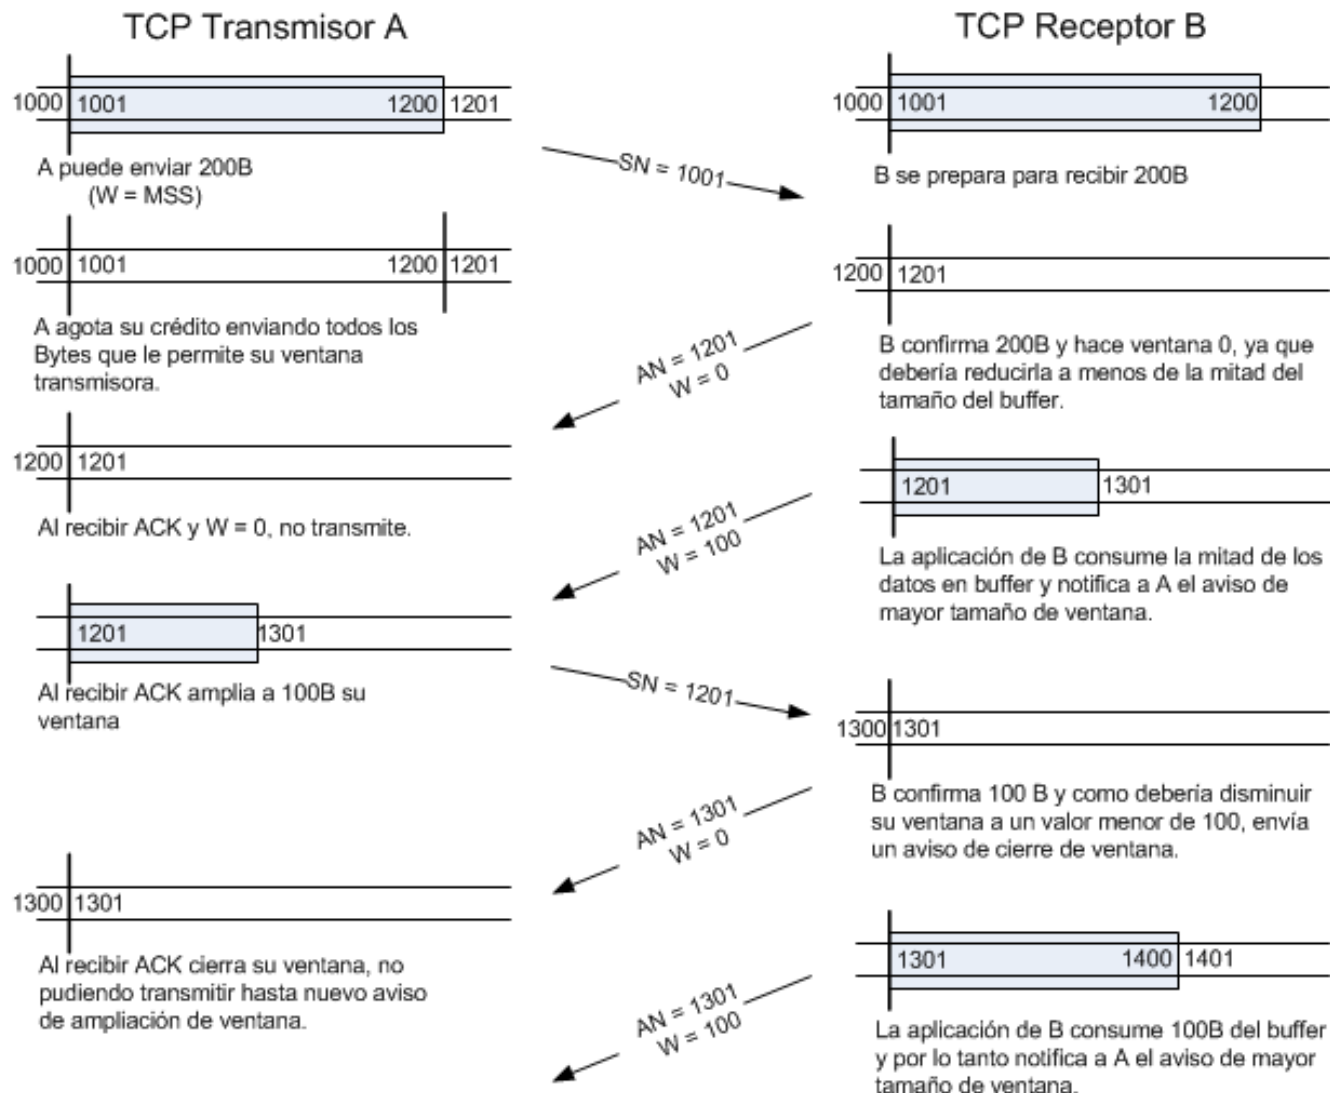 TCP Transmisor A
TCP Receptor B
1000 1001 1200 1201
1000 1001 1200
A puede enviar 200B
(W = MSS)
SN = 1001
B se prepara para recibir 200B
1000 1001 1200 1201
1200 1201
A agota su crédito enviando todos los
Bytes que le permite su ventana
transmisora.
AN = 1201
W = 0
B confirma 200B y hace ventana 0, ya que
debería reducirla a menos de la mitad del
tamaño del buffer.
1200 1201
1201 1301
Al recibir ACK y W = 0, no transmite.
AN = 1201
W = 100
La aplicación de B consume la mitad de los
datos en buffer y notifica a A el aviso de
mayor tamaño de ventana.
1201 1301
Al recibir ACK amplia a 100B su
ventana
SN = 1201
1300 1301
B confirma 100 B y como debería disminuir
su ventana a un valor menor de 100, envía
un aviso de cierre de ventana.
AN = 1301
W = 0
1300 1301
1301 1400 1401
Al recibir ACK cierra su ventana, no
pudiendo transmitir hasta nuevo aviso
de ampliación de ventana.
AN = 1301
W = 100
La aplicación de B consume 100B del buffer
y por lo tanto notifica a A el aviso de mayor
tamaño de ventana.